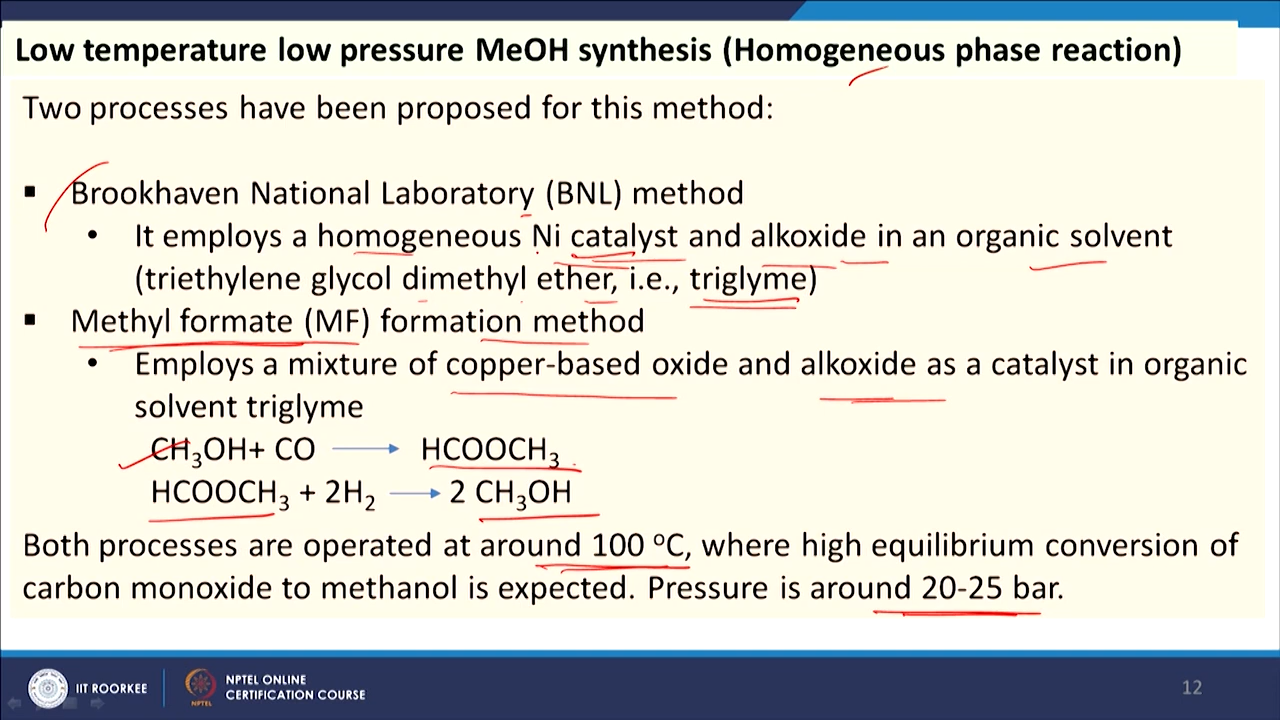 Low temperature low pressure MeOH synthesis (Homogeneous phase reaction)
Two processes have been proposed for this method:
▪ Brookhaven National Laboratory (BNL) method
• It employs a homogeneous Ni catalyst and alkoxide in an organic solvent
(triethylene glycol dimethyl ether, i.e., triglyme)
▪ Methyl formate (MF) formation method
• Employs a mixture of copper-based oxide and alkoxide as a catalyst in organic
solvent triglyme
CH₃OH+ CO ⟶ HCOOCH₃
HCOOCH₃ + 2H₂ ⟶ 2 CH₃OH
Both processes are operated at around 100 ᵒC, where high equilibrium conversion of
carbon monoxide to methanol is expected. Pressure is around 20-25 bar.
IIT ROORKEE
NPTEL ONLINE
CERTIFICATION COURSE
NPTEL
12